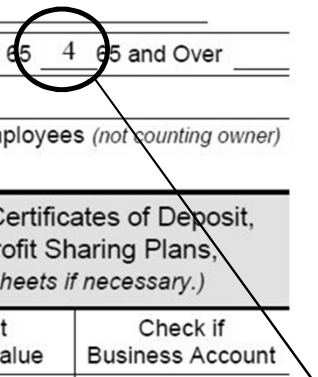 65 4 65 and Over
ployees (not counting owner)
Certificates of Deposit,
rofit Sharing Plans,
heets if necessary.)
t
alue
Check if
Business Account